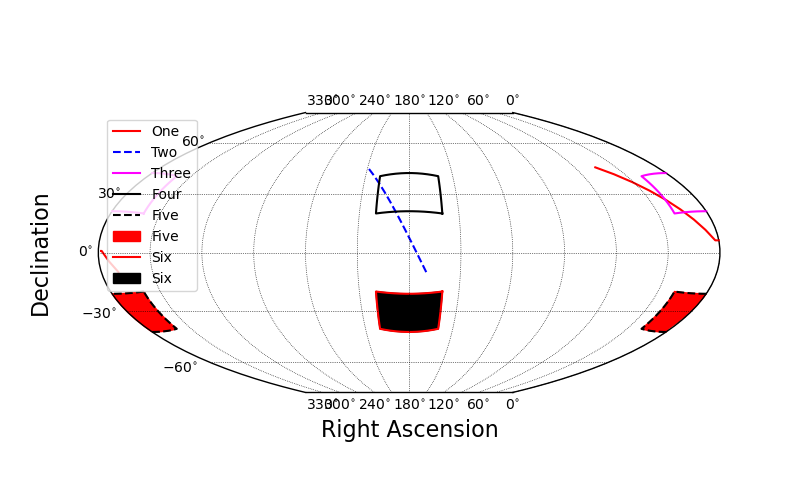 330° 300° 240° 180° 120° 60° 0°
60°
30°
0°
−30°
−60°
One
Two
Three
Four
Five
Five
Six
Six
Declination
330° 300° 240° 180° 120° 60° 0°
Right Ascension